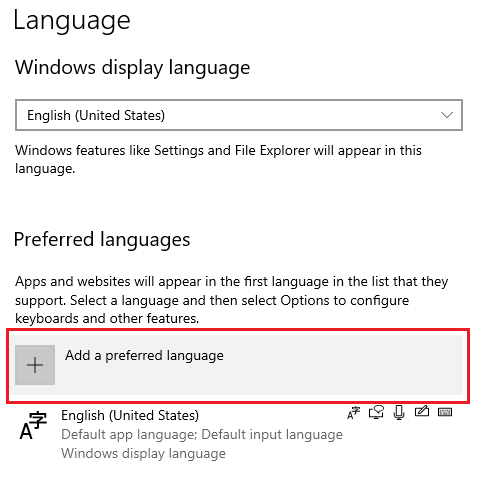 Language
Windows display language
English (United States)
Windows features like Settings and File Explorer will appear in this
language.
Preferred languages
Apps and websites will appear in the first language in the list that they
support. Select a language and then select Options to configure
keyboards and other features.
Add a preferred language
English (United States)
Default app language; Default input language
Windows display language